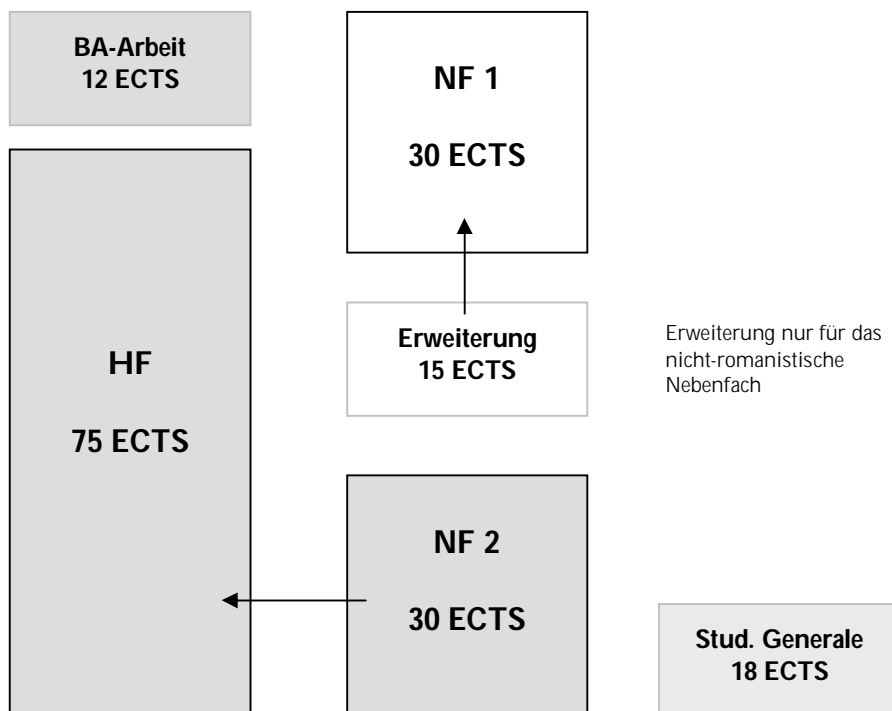 BA-Arbeit
12 ECTS
NF 1
30 ECTS
HF
75 ECTS
Erweiterung
15 ECTS
Erweiterung nur für das
nicht-romanistische
Nebenfach
NF 2
30 ECTS
Stud. Generale
18 ECTS